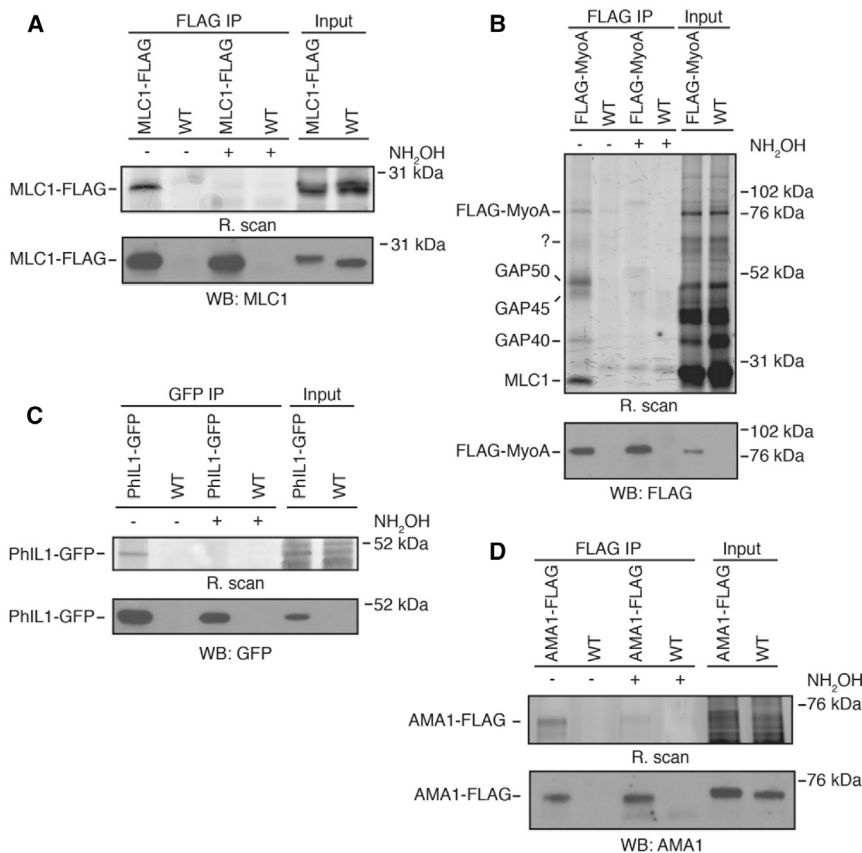 A
FLAG IP
Input
MLC1-FLAG
WT
MLC1-FLAG
WT
MLC1-FLAG
WT
- - + + NH2OH
MLC1-FLAG
-31 kDa
R. scan
MLC1-FLAG
-31 kDa
WB: MLC1
B
FLAG IP
Input
FLAG-MyoA
WT
FLAG-MyoA
WT
FLAG-MyoA
WT
- - + + NH2OH
FLAG-MyoA
?
GAP50
GAP45
GAP40
MLC1
-102 kDa
-76 kDa
-52 kDa
-31 kDa
R. scan
FLAG-MyoA
-102 kDa
-76 kDa
WB: FLAG
C
GFP IP
Input
PhIL1-GFP
WT
PhIL1-GFP
WT
PhIL1-GFP
WT
- - + + NH2OH
PhIL1-GFP
-52 kDa
R. scan
PhIL1-GFP
-52 kDa
WB: GFP
D
FLAG IP
Input
AMA1-FLAG
WT
AMA1-FLAG
WT
AMA1-FLAG
WT
- - + + NH2OH
AMA1-FLAG
-76 kDa
R. scan
AMA1-FLAG
-76 kDa
WB: AMA1